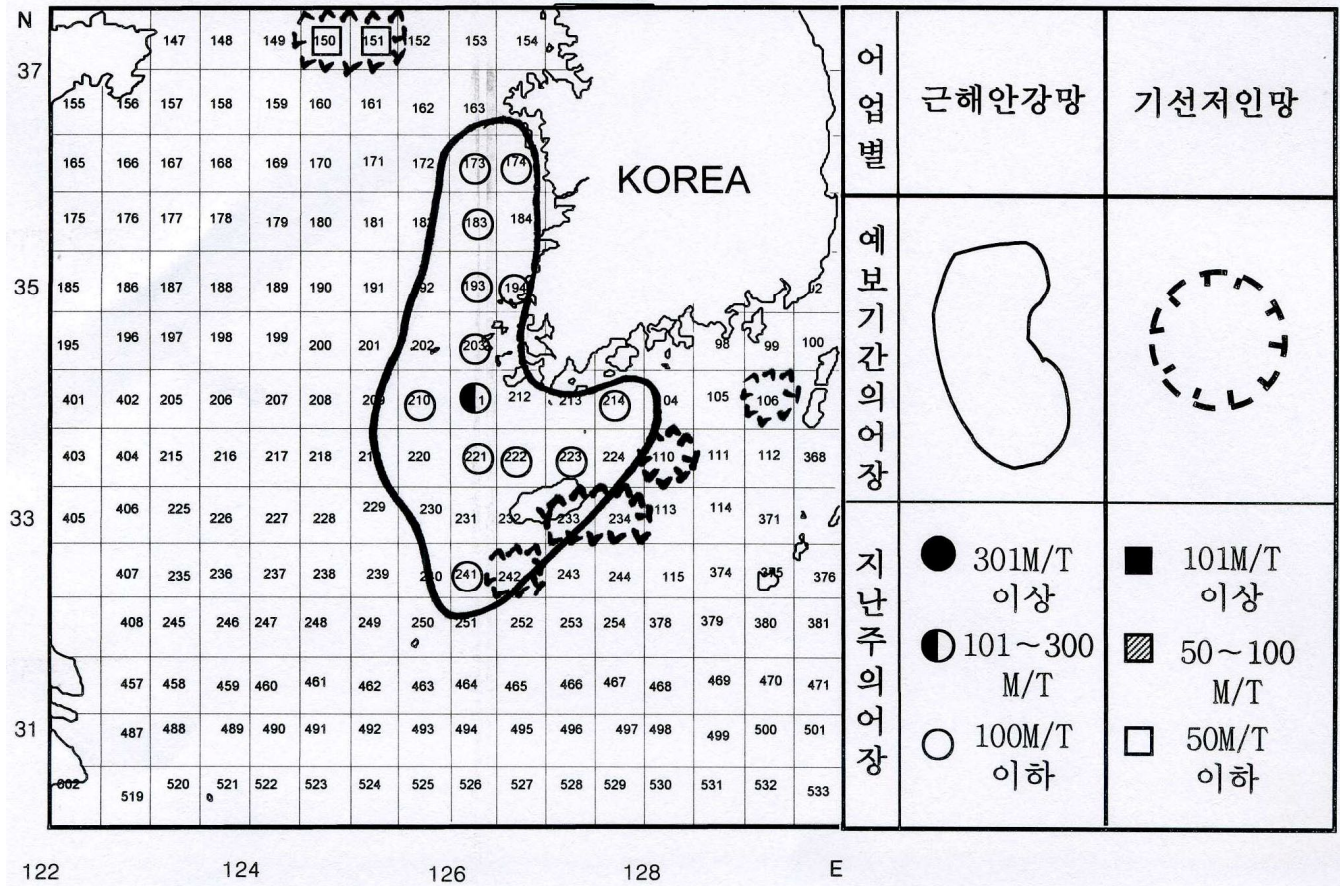 N
147 148 149 150 151 152 153 154
37
155 156 157 158 159 160 161 162 163
165 166 167 168 169 170 171 172 173 174
KOREA
175 176 177 178 179 180 181 183 184
35
185 186 187 188 189 190 191 193 194
195 196 197 198 199 200 201 202 203 98 99 100
401 402 205 206 207 208 210 1 212 213 214 04 105 106
403 404 215 216 217 218 220 221 222 223 224 110 111 112 368
33
405 406 225 226 227 228 229 230 231 232 233 234 113 114 371
407 235 236 237 238 239 241 242 243 244 115 374 375 376
408 245 246 247 248 249 250 251 252 253 254 378 379 380 381
457 458 459 460 461 462 463 464 465 466 467 468 469 470 471
31
487 488 489 490 491 492 493 494 495 496 497 498 499 500 501
602 519 520 521 522 523 524 525 526 527 528 529 530 531 532 533
122 124 126 128 E
어업별
근해안강망
기선저인망
예보기간의어장
지난주의어장
301M/T
이상
101~300
M/T
100M/T
이하
101M/T
이상
50~100
M/T
50M/T
이하